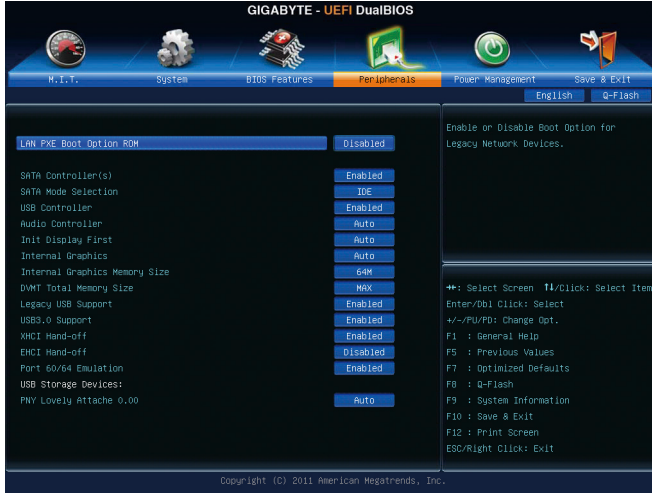 GIGABYTE - UEFI DualBIOS
M.I.T. System BIOS Features Peripherals Power Management Save & Exit
English Q-Flash
LAN PXE Boot Option ROM Disabled
SATA Controller(s) Enabled
SATA Mode Selection IDE
USB Controller Enabled
Audio Controller Auto
Init Display First Auto
Internal Graphics Auto
Internal Graphics Memory Size 64M
DVMT Total Memory Size MAX
Legacy USB Support Enabled
USB3.0 Support Enabled
XHCI Hand-off Enabled
EHCI Hand-off Disabled
Port 60/64 Emulation Enabled
USB Storage Devices:
PNY Lovely Attache 0.00 Auto
Enable or Disable Boot Option for
Legacy Network Devices.
→←: Select Screen ↑↓/Click: Select Item
Enter/Dbl Click: Select
+/-/PU/PD: Change Opt.
F1 : General Help
F5 : Previous Values
F7 : Optimized Defaults
F8 : Q-Flash
F9 : System Information
F10 : Save & Exit
F12 : Print Screen
ESC/Right Click: Exit
Copyright (C) 2011 American Megatrends, Inc.